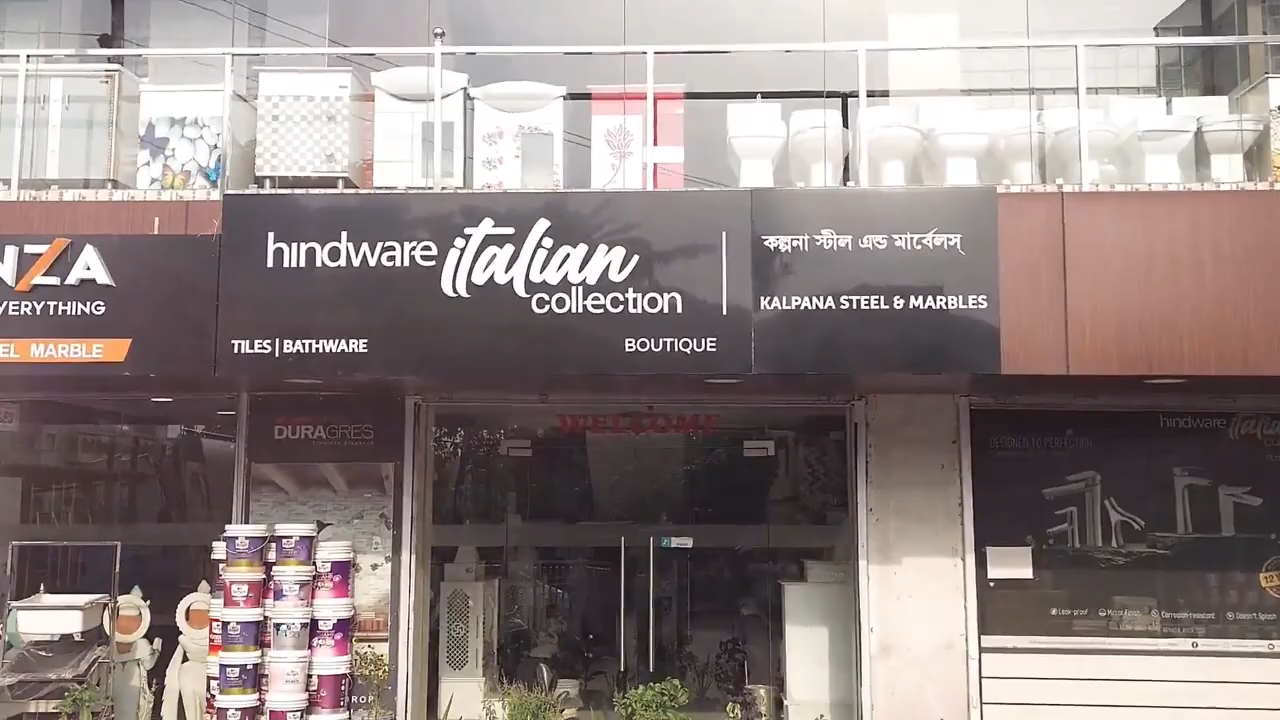 NZA
VERYTHING
EL MARBLE
hindware italian
collection
TILES | BATHWARE
BOUTIQUE
কল্পনা স্টীল এন্ড মার্বেলস্
KALPANA STEEL & MARBLES
WELCOME
DURAGRES
hindware
DESIGNED TO PERFECTION
Leak-proof
Mirror Finish
Corrosion-resistant
Doesn't Splash